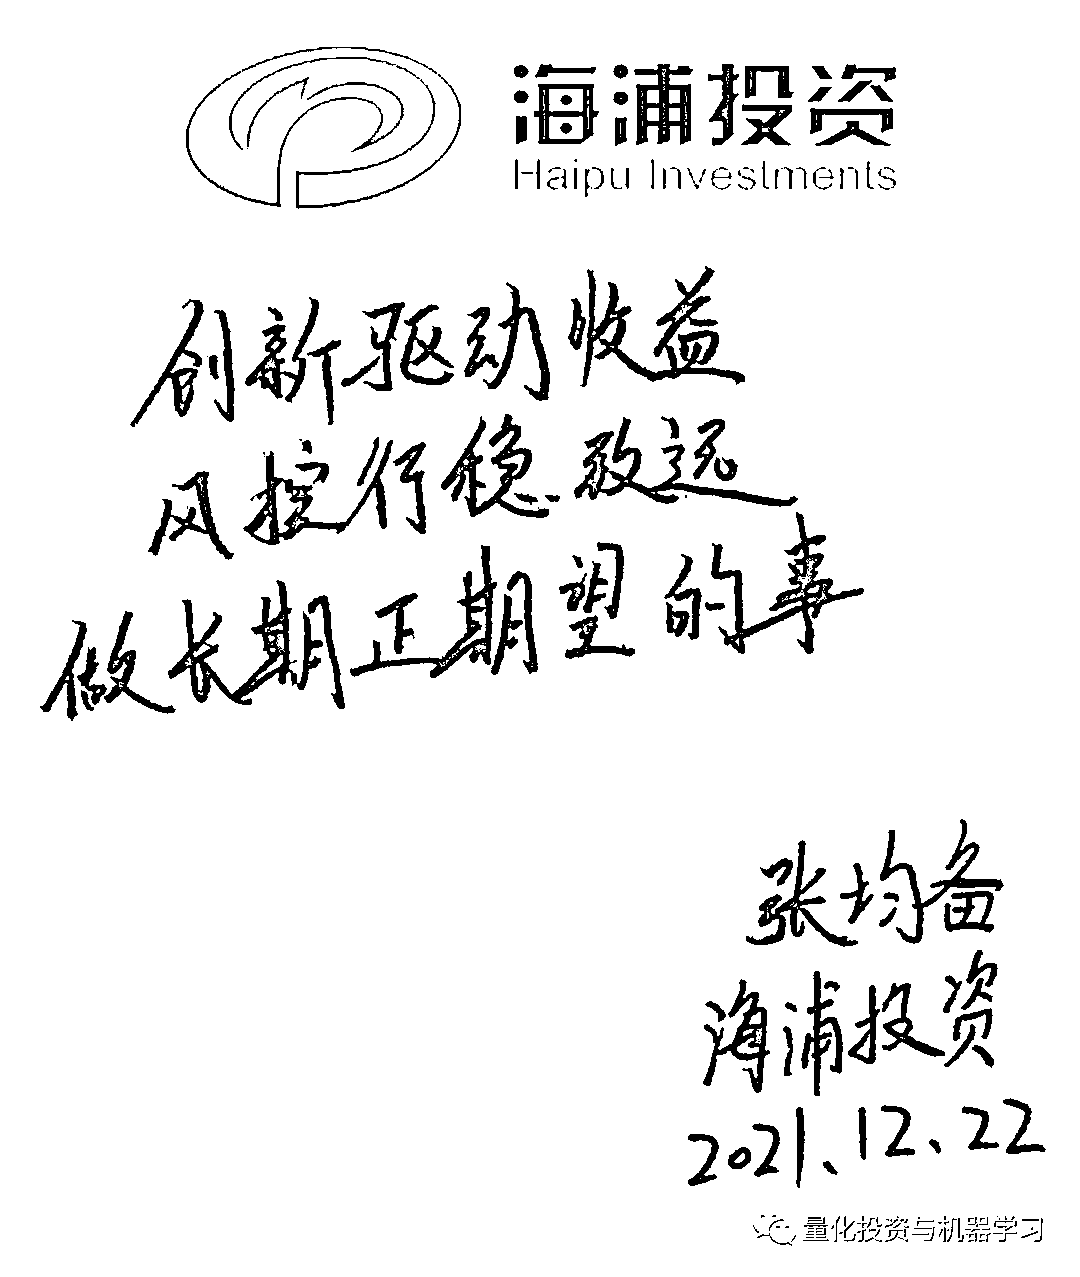 海浦投资
Haipu Investments
创新驱动收益
风控行稳致远
做长期正期望的事
张均备
海浦投资
2021.12.22
量化投资与机器学习